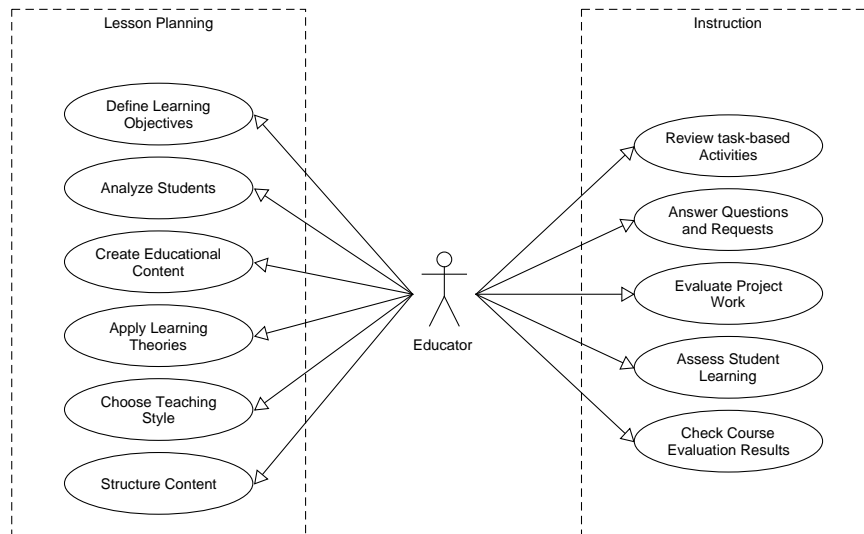 Lesson Planning
Define Learning
Objectives
Analyze Students
Create Educational
Content
Apply Learning
Theories
Choose Teaching
Style
Structure Content
Educator
Instruction
Review task-based
Activities
Answer Questions
and Requests
Evaluate Project
Work
Assess Student
Learning
Check Course
Evaluation Results